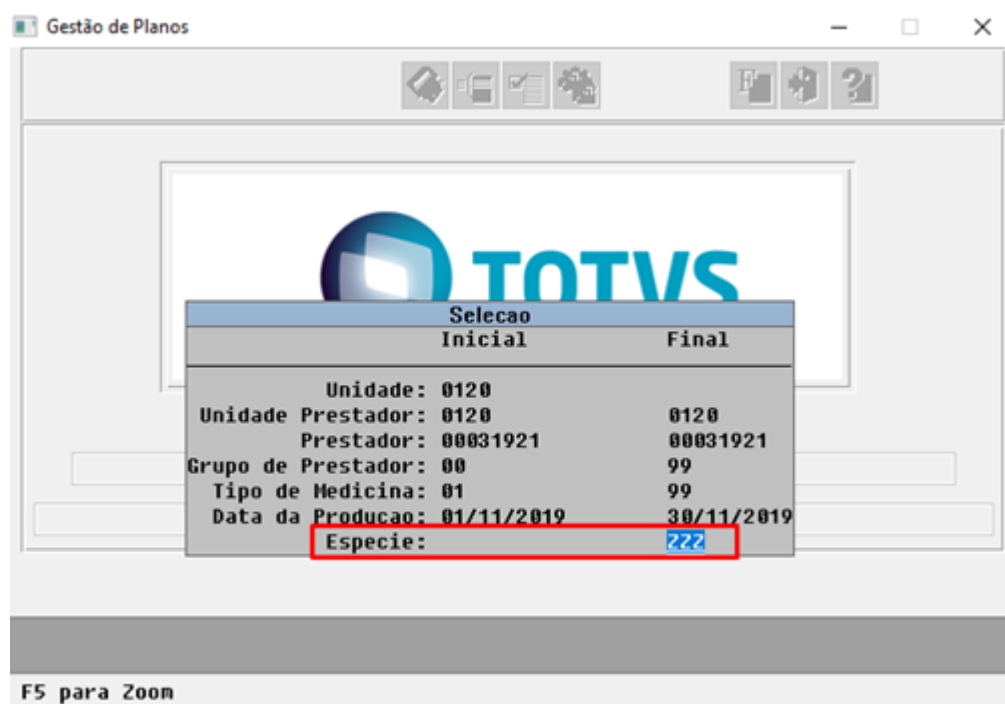 Gestão de Planos
F
?
TOTVS
Selecao
Inicial Final
Unidade: 0120
Unidade Prestador: 0120 0120
Prestador: 00031921 00031921
Grupo de Prestador: 00 99
Tipo de Medicina: 01 99
Data da Producao: 01/11/2019 30/11/2019
Especie: ZZZ
F5 para Zoom